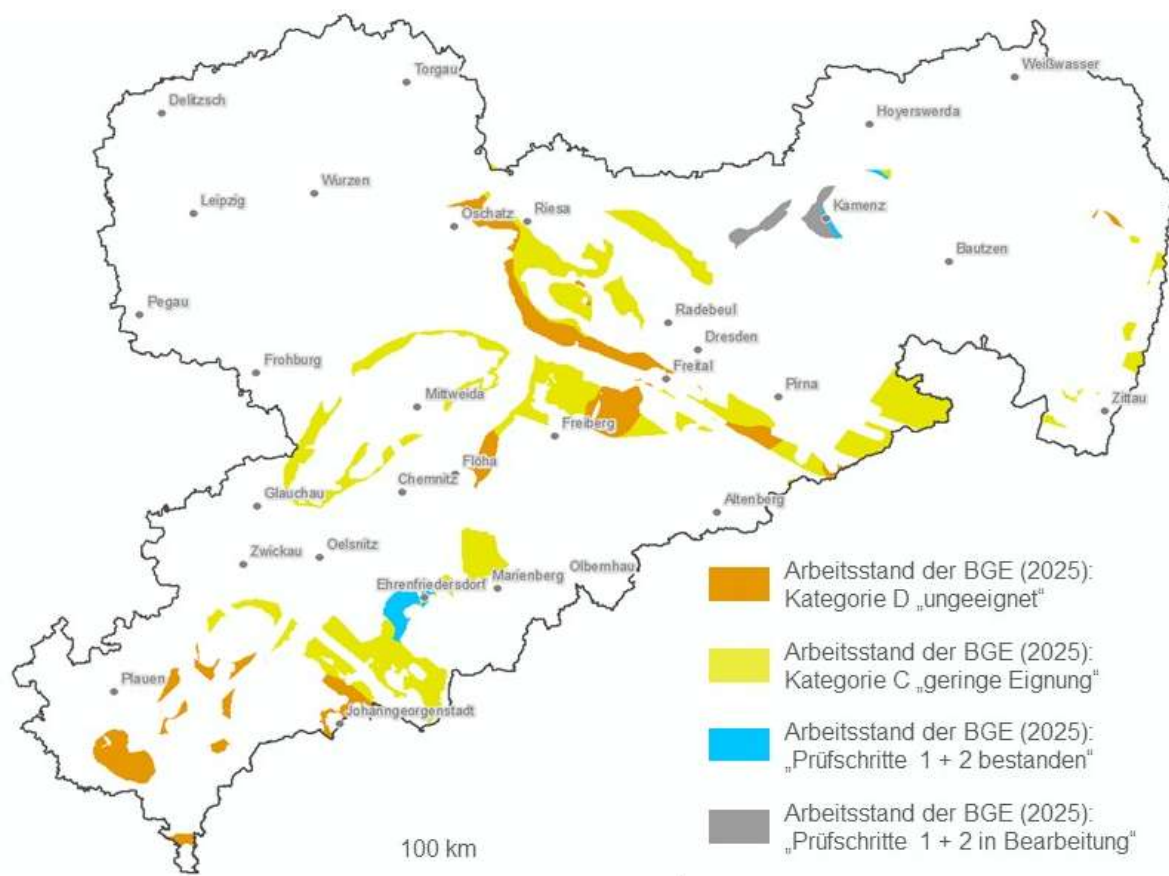 Torgau
Weißwasser
Delitzsch
Hoyerswerda
Wurzen
Leipzig
Oschatz
Riesa
Kamenz
Bautzen
Pegau
Radebeul
Dresden
Frohburg
Freital
Mittweida
Pirna
Zittau
Freiberg
Flöha
Chemnitz
Glauchau
Altenberg
Oelsnitz
Zwickau
Olbernhau
Ehrenfriedersdorf
Marienberg
Plauen
Johanngeorgenstadt
Arbeitsstand der BGE (2025):
Kategorie D „ungeeignet“
Arbeitsstand der BGE (2025):
Kategorie C „geringe Eignung“
Arbeitsstand der BGE (2025):
„Prüfschritte 1 + 2 bestanden“
Arbeitsstand der BGE (2025):
„Prüfschritte 1 + 2 in Bearbeitung“
100 km